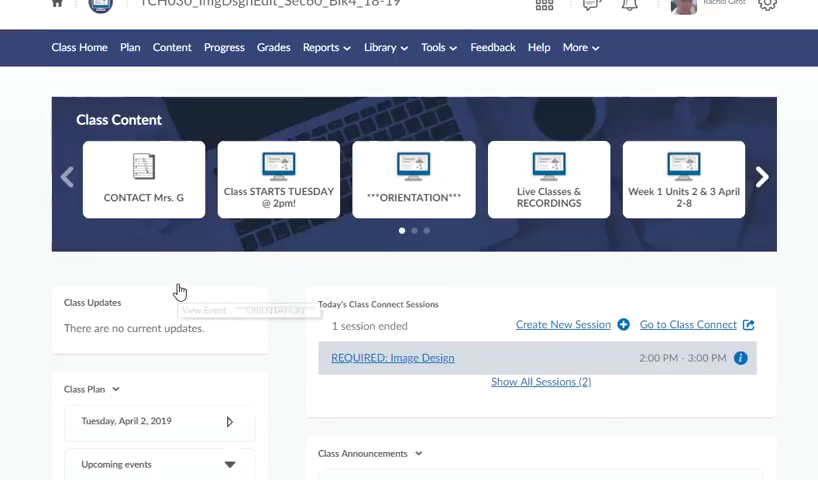 TCH030_ImgDsgnEdit_Sec60_Blk4_18-19
Rachel Girot
Class Home Plan Content Progress Grades Reports Library Tools Feedback Help More
Class Content
CONTACT Mrs. G
Class STARTS TUESDAY
@ 2pm!
***ORIENTATION***
Live Classes &
RECORDINGS
Week 1 Units 2 & 3 April
2-8
Class Updates
There are no current updates.
View Event ***ORIENTATION
Today's Class Connect Sessions
1 session ended
Create New Session
Go to Class Connect
REQUIRED: Image Design
2:00 PM - 3:00 PM
Show All Sessions (2)
Class Plan
Tuesday, April 2, 2019
Upcoming events
Class Announcements